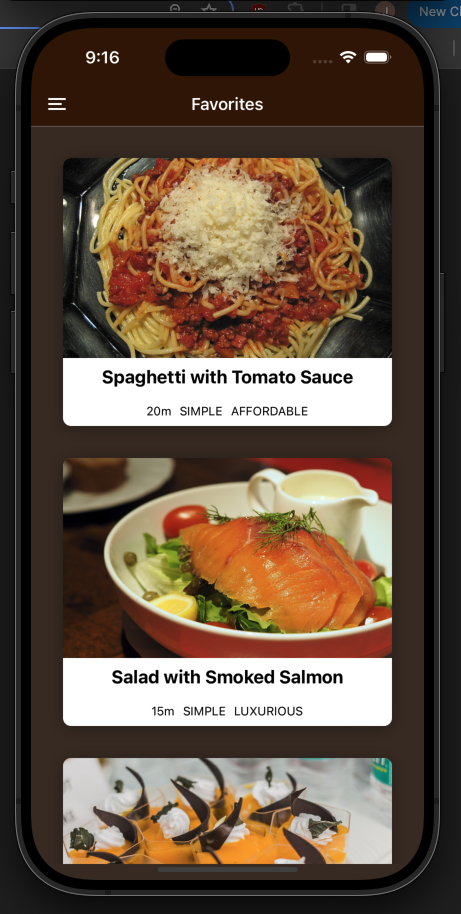 New Cl
9:16
Favorites
Spaghetti with Tomato Sauce
20m SIMPLE AFFORDABLE
Salad with Smoked Salmon
15m SIMPLE LUXURIOUS